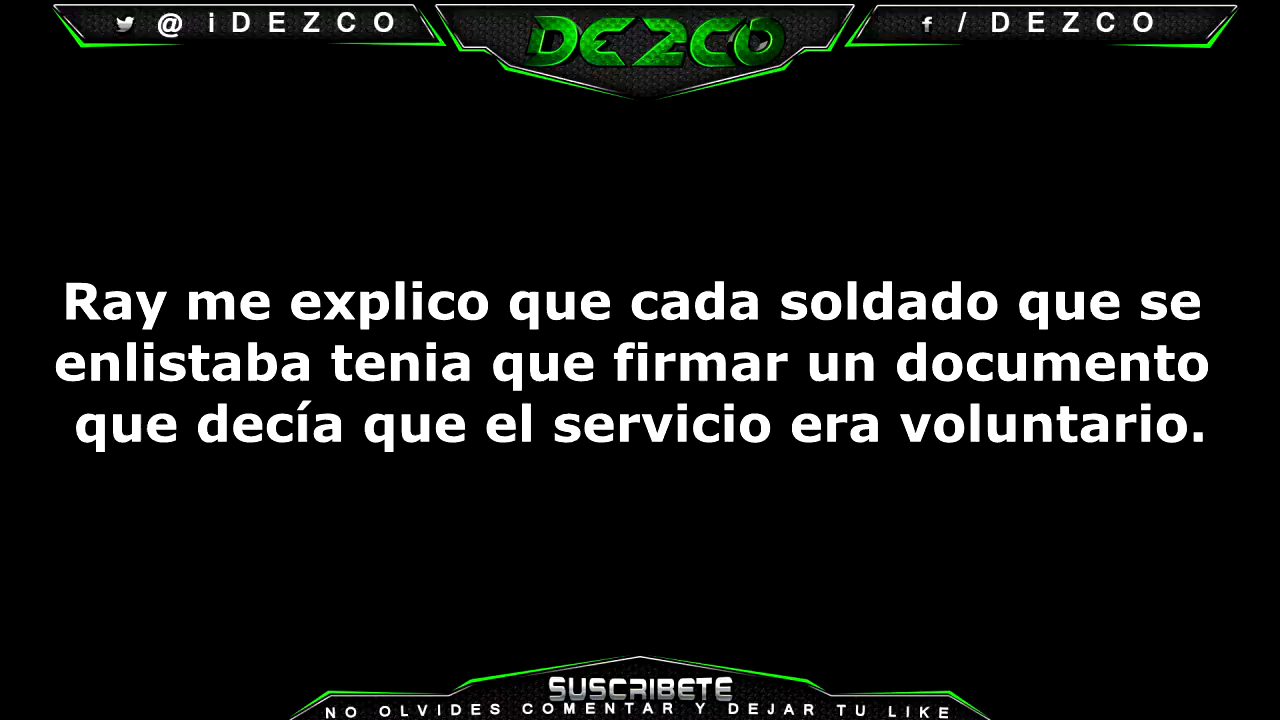 @iDEZCO
DEZCO
f / DEZCO
Ray me explico que cada soldado que se
enlistaba tenia que firmar un documento
que decía que el servicio era voluntario.
SUSCRIBETE
NO OLVIDES COMENTAR Y DEJAR TU LIKE